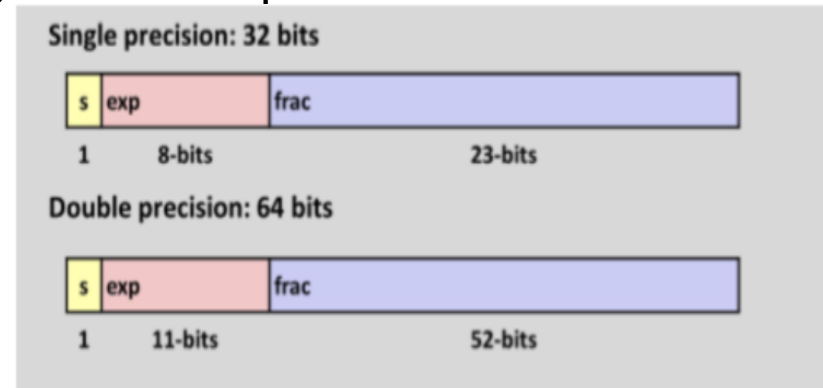 Single precision: 32 bits
s exp frac
1 8-bits 23-bits
Double precision: 64 bits
s exp frac
1 11-bits 52-bits